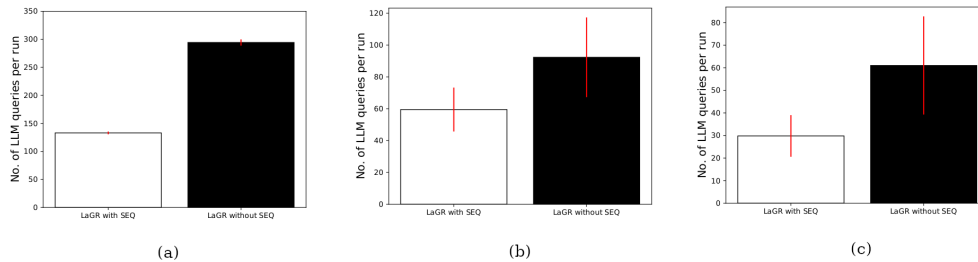 No. of LLM queries per run
350
300
250
200
150
100
50
0
LaGR with SEQ
LaGR without SEQ
(a)
No. of LLM queries per run
120
100
80
60
40
20
0
LaGR with SEQ
LaGR without SEQ
(b)
No. of LLM queries per run
80
70
60
50
40
30
20
10
0
LaGR with SEQ
LaGR without SEQ
(c)